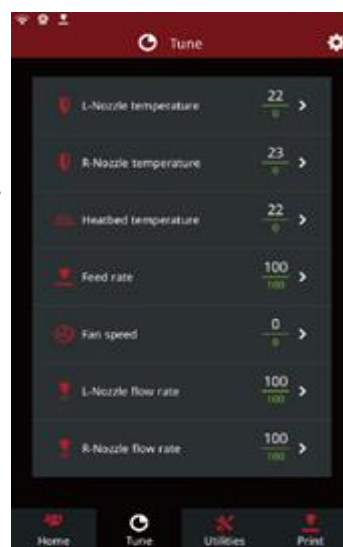 Tune
L-Nozzle temperature 22
0
R-Nozzle temperature 23
0
Heatbed temperature 22
0
Feed rate 100
100
Fan speed 0
0
L-Nozzle flow rate 100
100
R-Nozzle flow rate 100
100
Home Tune Utilities Print